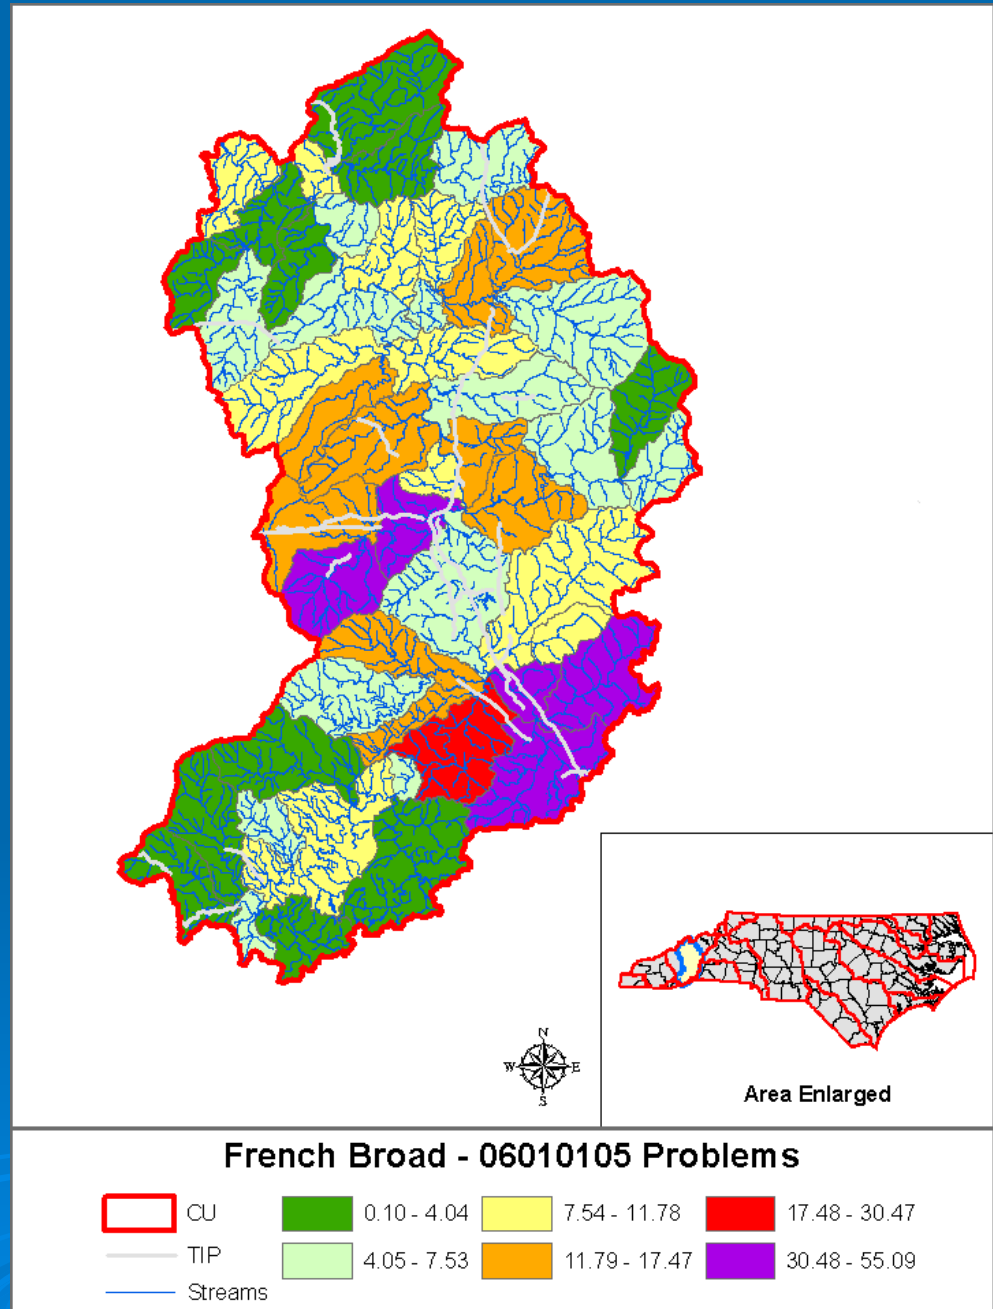 N
W E
S
Area Enlarged
French Broad - 06010105 Problems
CU 0.10 - 4.04 7.54 - 11.78 17.48 - 30.47
TIP 4.05 - 7.53 11.79 - 17.47 30.48 - 55.09
Streams